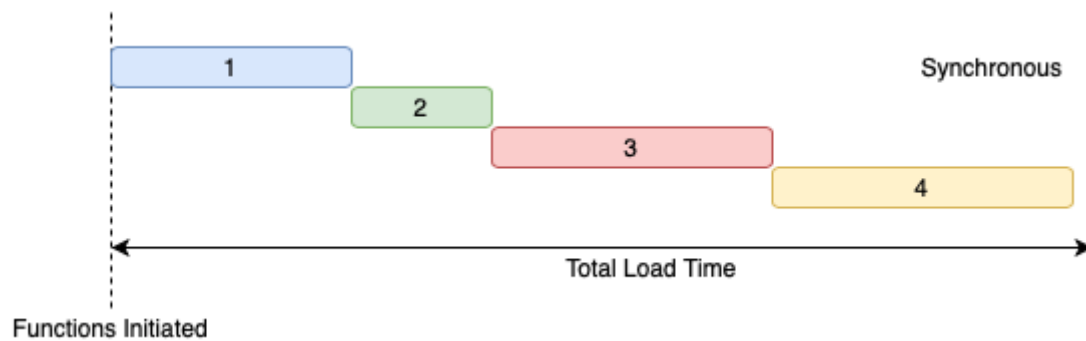 1
Synchronous
2
3
4
Total Load Time
Functions Initiated